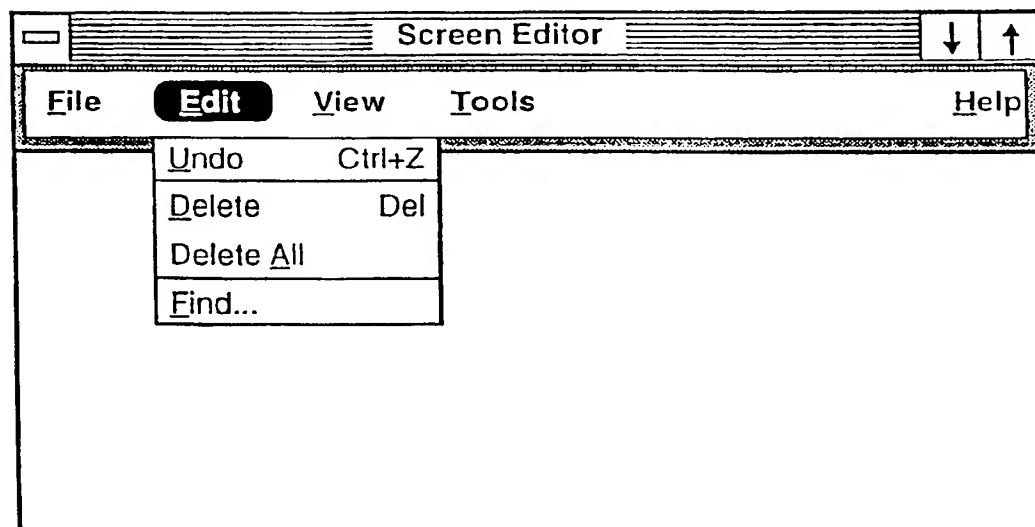 Screen Editor
File Edit View Tools Help
Undo Ctrl+Z
Delete Del
Delete All
Find...